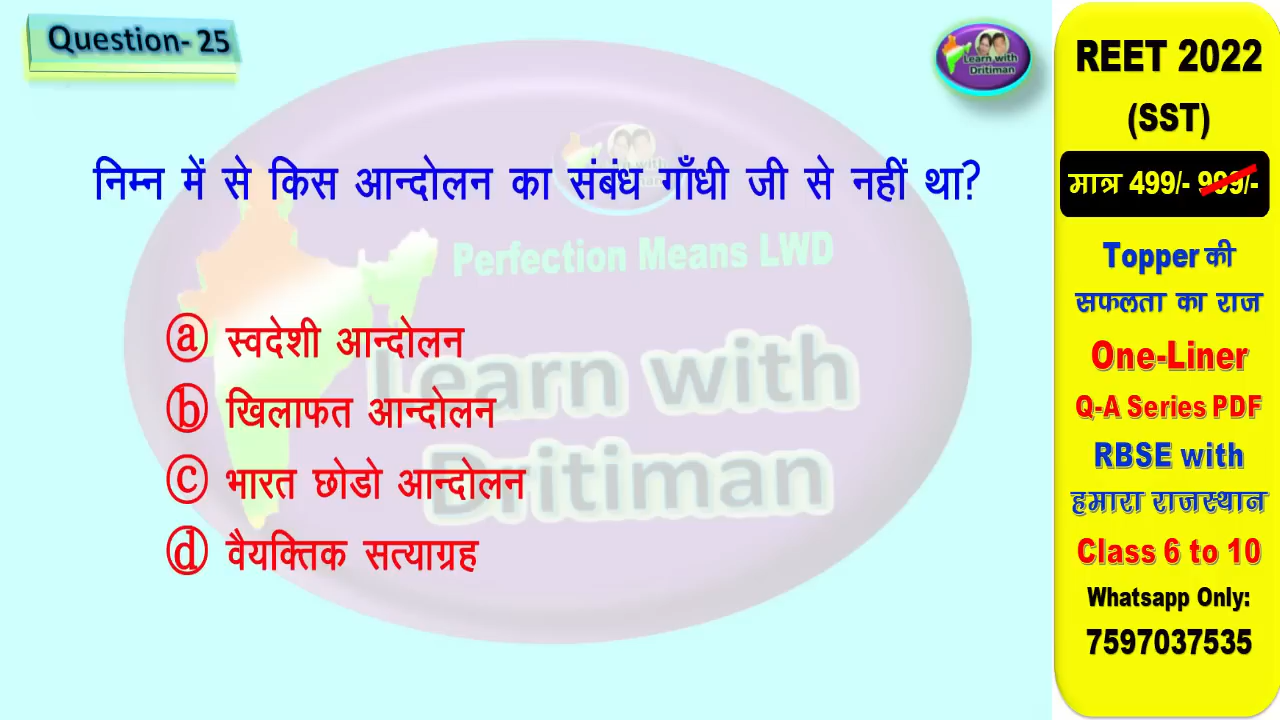 Question- 25
Learn with
Dritiman
निम्न में से किस आन्दोलन का संबंध गाँधी जी से नहीं था?
Perfection Means LWD
ⓐ स्वदेशी आन्दोलन
ⓑ खिलाफत आन्दोलन
ⓒ भारत छोडो आन्दोलन
ⓓ वैयक्तिक सत्याग्रह
Learn with
Dritiman
REET 2022
(SST)
मात्र 499/- 999/-
Topper की
सफलता का राज
One-Liner
Q-A Series PDF
RBSE with
हमारा राजस्थान
Class 6 to 10
Whatsapp Only:
7597037535